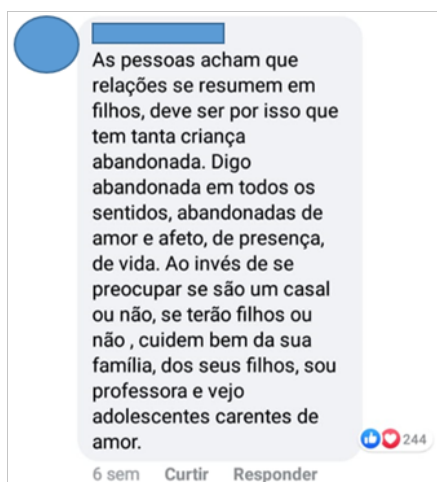 As pessoas acham que
relações se resumem em
filhos, deve ser por isso que
tem tanta criança
abandonada. Digo
abandonada em todos os
sentidos, abandonadas de
amor e afeto, de presença,
de vida. Ao invés de se
preocupar se são um casal
ou não, se terão filhos ou
não , cuidem bem da sua
família, dos seus filhos, sou
professora e vejo
adolescentes carentes de
amor.
244
6 sem Curtir Responder